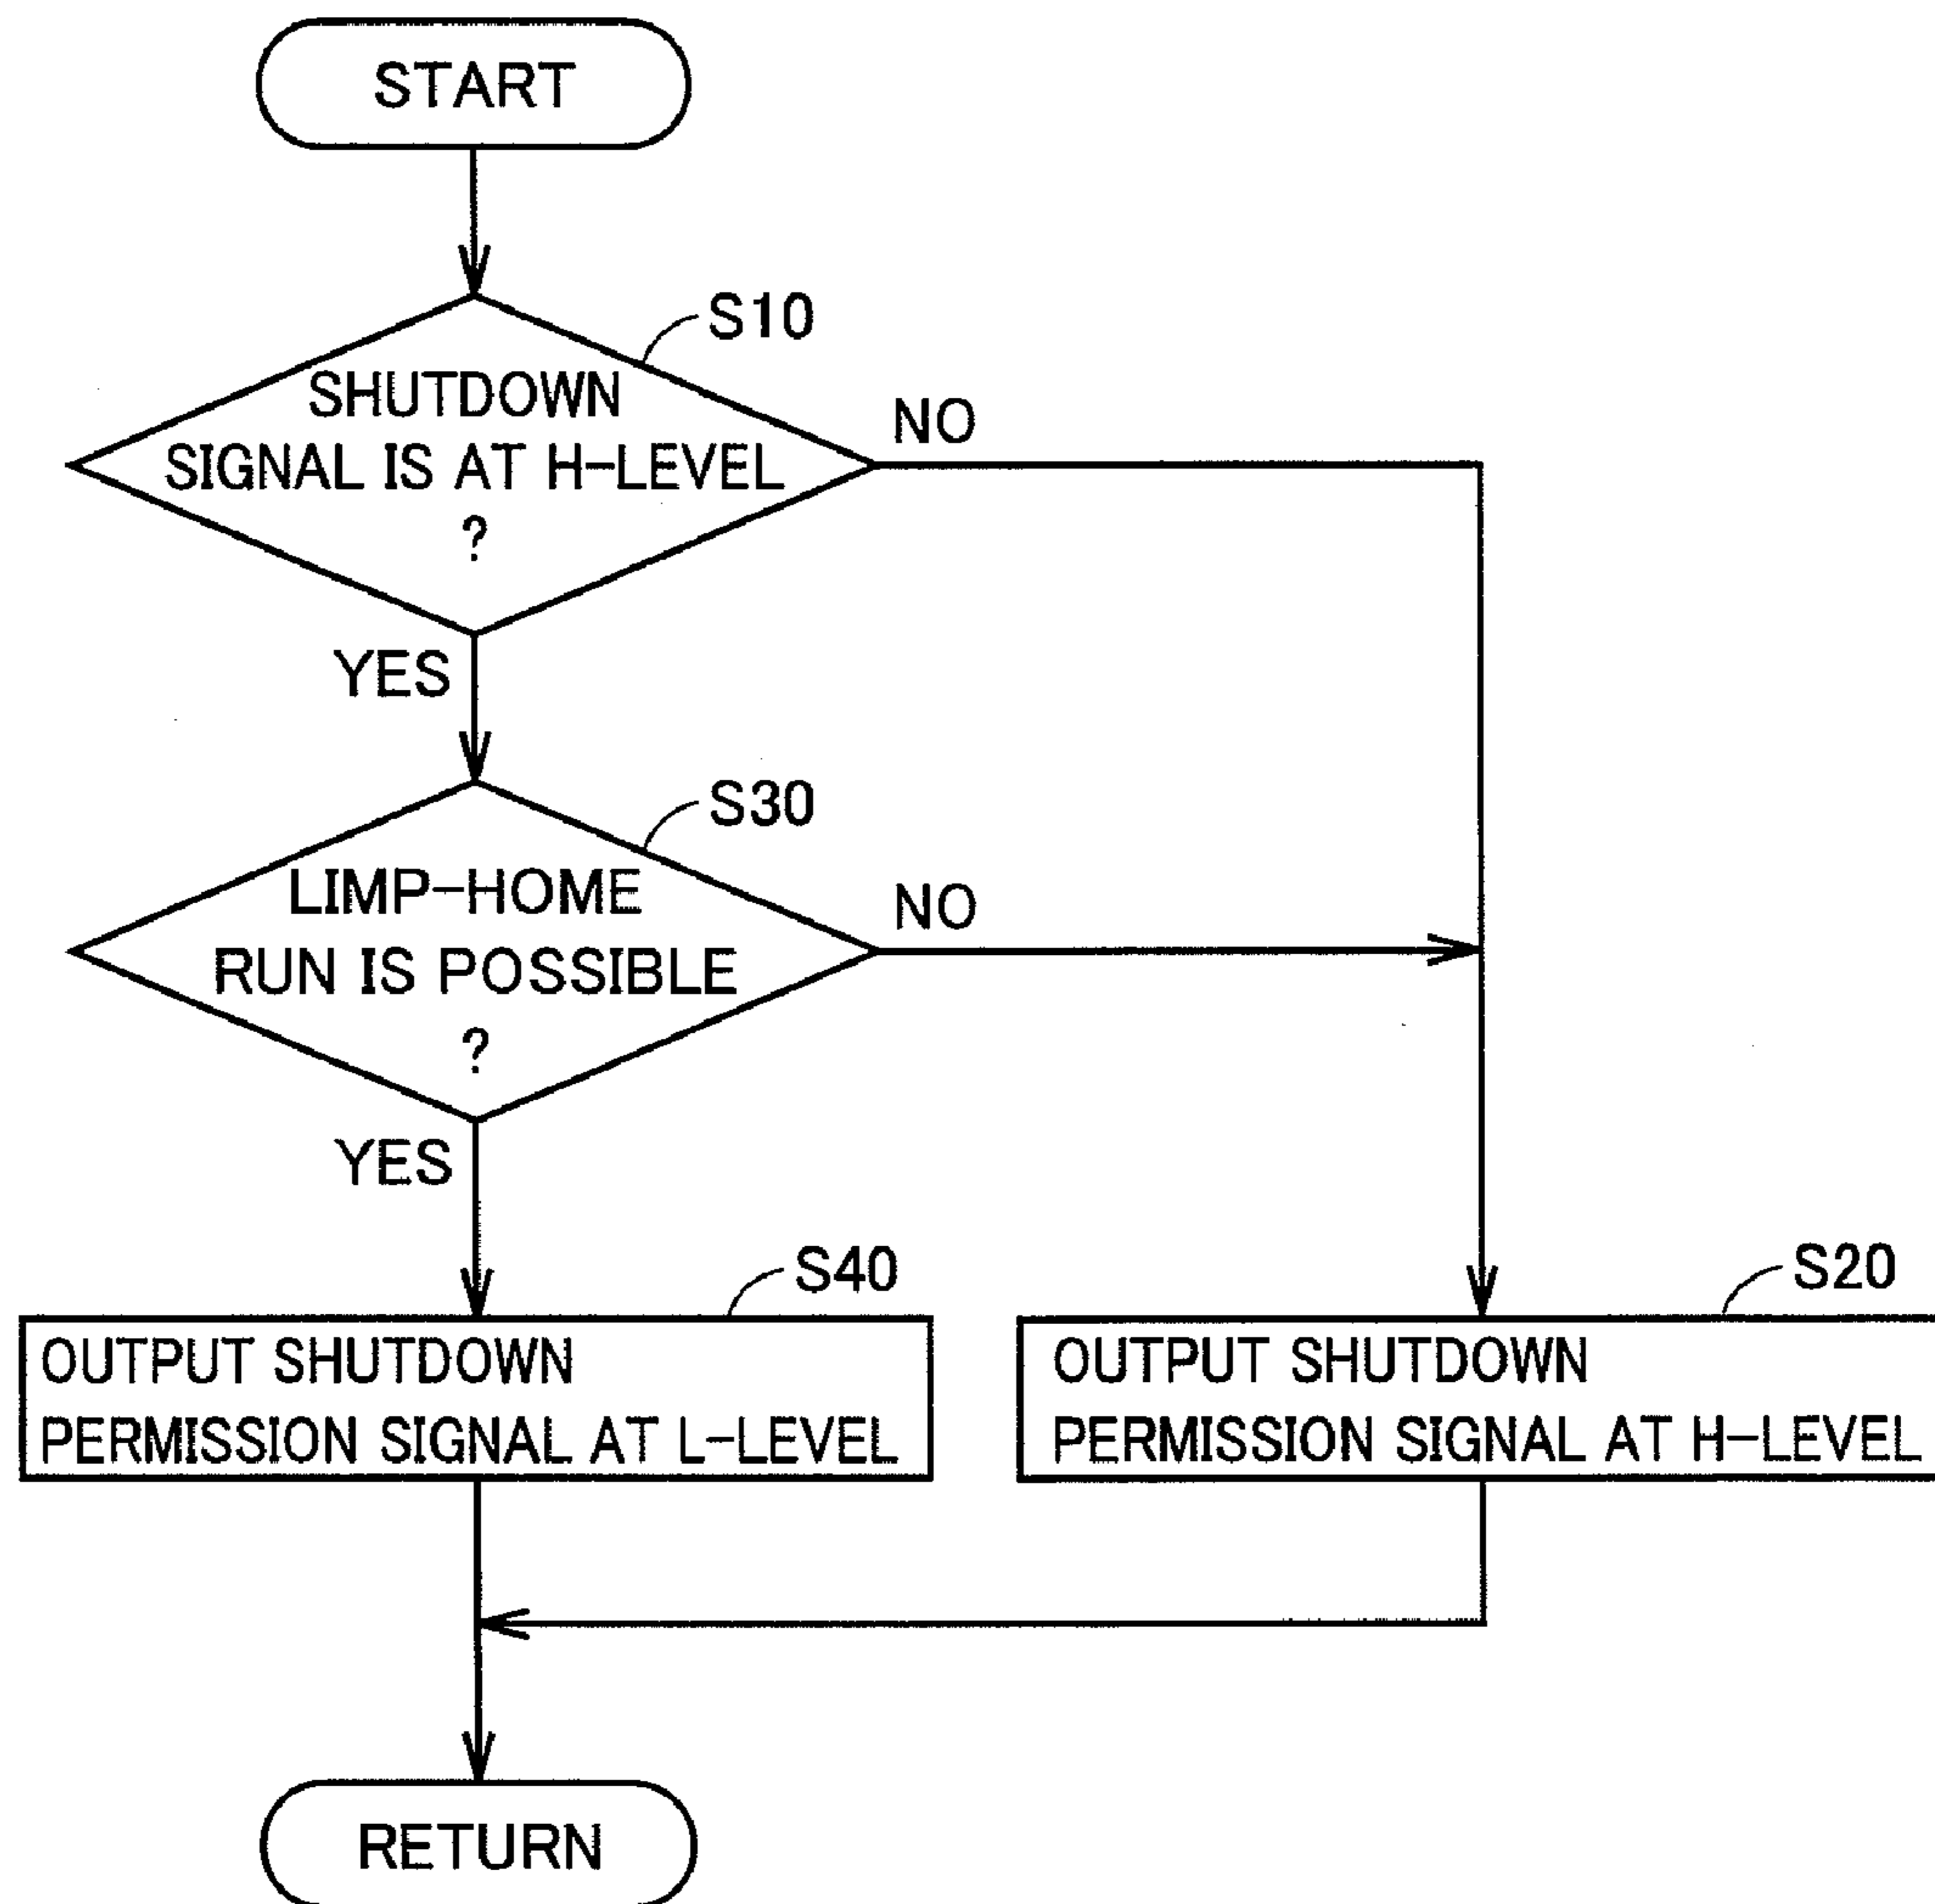 START
S10
SHUTDOWN
SIGNAL IS AT H-LEVEL
?
NO
YES
S30
LIMP-HOME
RUN IS POSSIBLE
?
NO
YES
S40
OUTPUT SHUTDOWN
PERMISSION SIGNAL AT L-LEVEL
S20
OUTPUT SHUTDOWN
PERMISSION SIGNAL AT H-LEVEL
RETURN